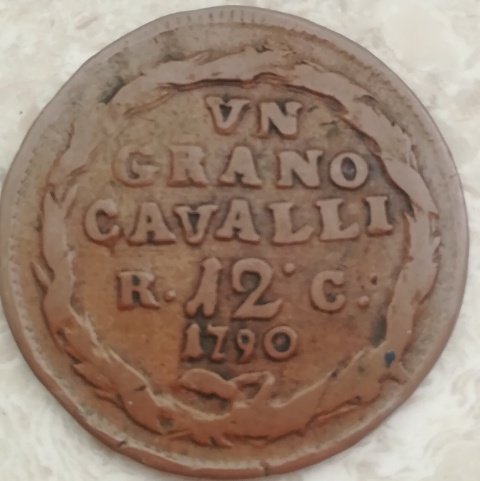 VN
GRANO
CAVALLI
R. 12 C:
1790